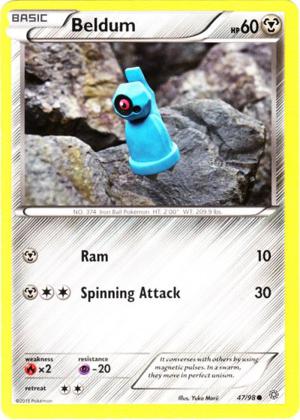 BASIC
Beldum HP60
NO. 374 Iron Ball Pokémon HT: 2'00" WT: 209.9 lbs.
Ram 10
Spinning Attack 30
weakness resistance
×2 -20
retreat
It converses with others by using
magnetic pulses. In a swarm,
they move in perfect unison.
©2015 Pokémon Illus. Yuka Morii 47/98